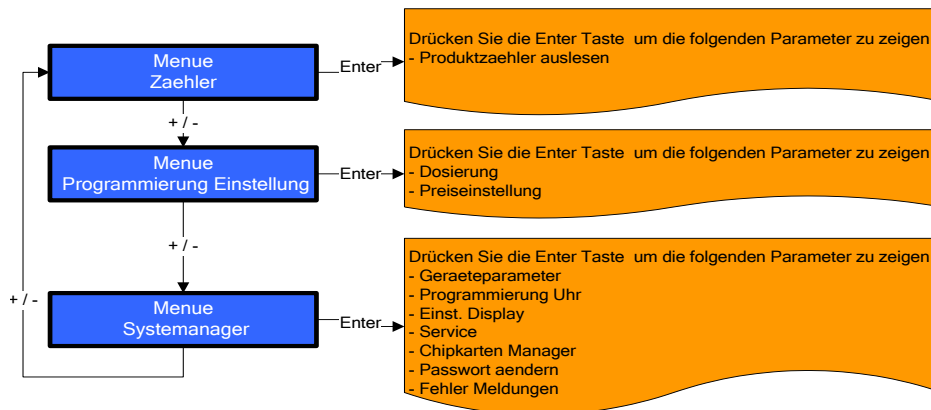 Menue
Zaehler
Enter
Drücken Sie die Enter Taste um die folgenden Parameter zu zeigen
- Produktzaehler auslesen
+ / -
Menue
Programmierung Einstellung
Enter
Drücken Sie die Enter Taste um die folgenden Parameter zu zeigen
- Dosierung
- Preiseinstellung
+ / -
+ / -
Menue
Systemanager
Enter
Drücken Sie die Enter Taste um die folgenden Parameter zu zeigen
- Geraeteparameter
- Programmierung Uhr
- Einst. Display
- Service
- Chipkarten Manager
- Passwort aendern
- Fehler Meldungen